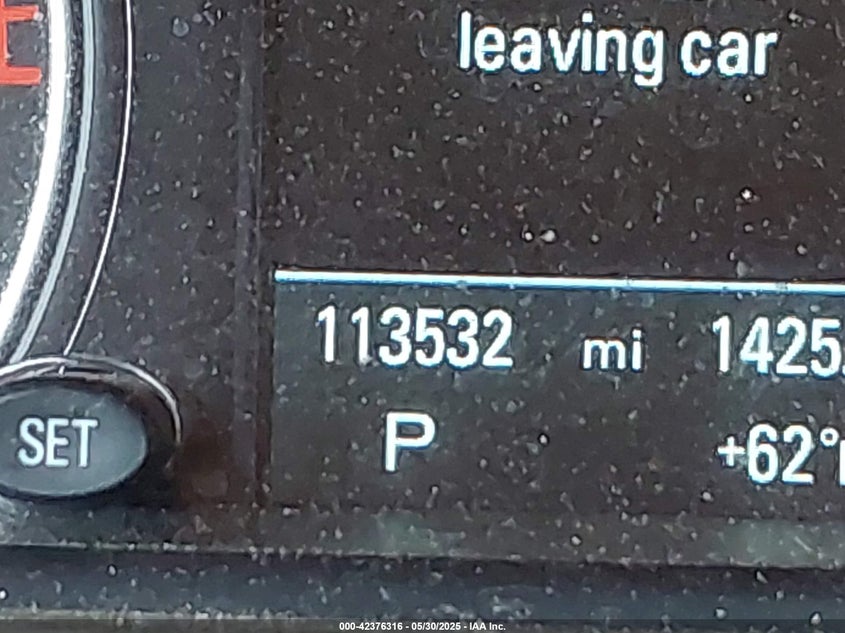 leaving car
113532 mi 1425.
P +62°
SET
000-42376316 - 05/30/2025 - IAA Inc.